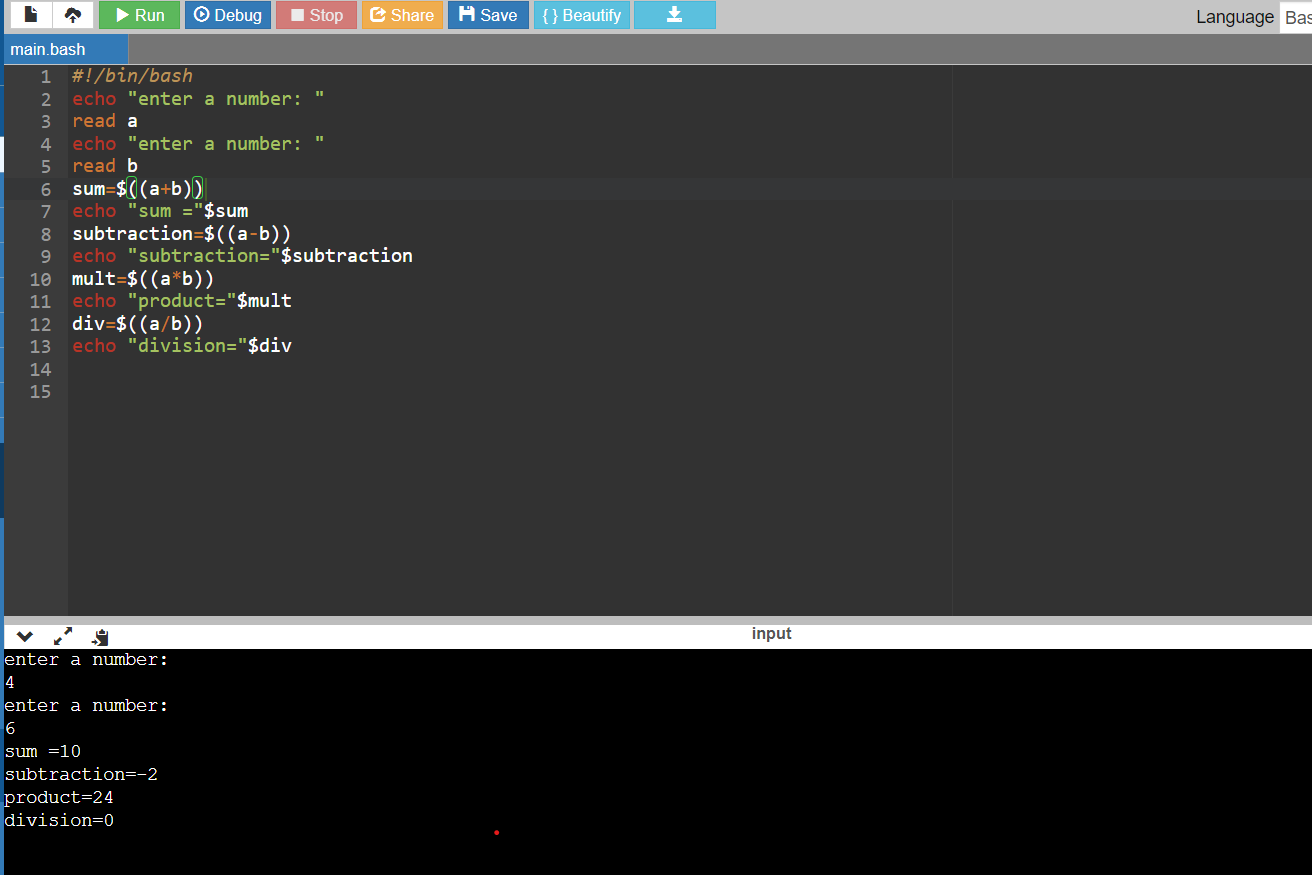 Run Debug Stop Share Save { } Beautify Language Bas
main.bash
1 #!/bin/bash
2 echo "enter a number: "
3 read a
4 echo "enter a number: "
5 read b
6 sum=$((a+b))
7 echo "sum ="$sum
8 subtraction=$((a-b))
9 echo "subtraction="$subtraction
10 mult=$((a*b))
11 echo "product="$mult
12 div=$((a/b))
13 echo "division="$div
14
15
input
enter a number:
4
enter a number:
6
sum =10
subtraction=-2
product=24
division=0